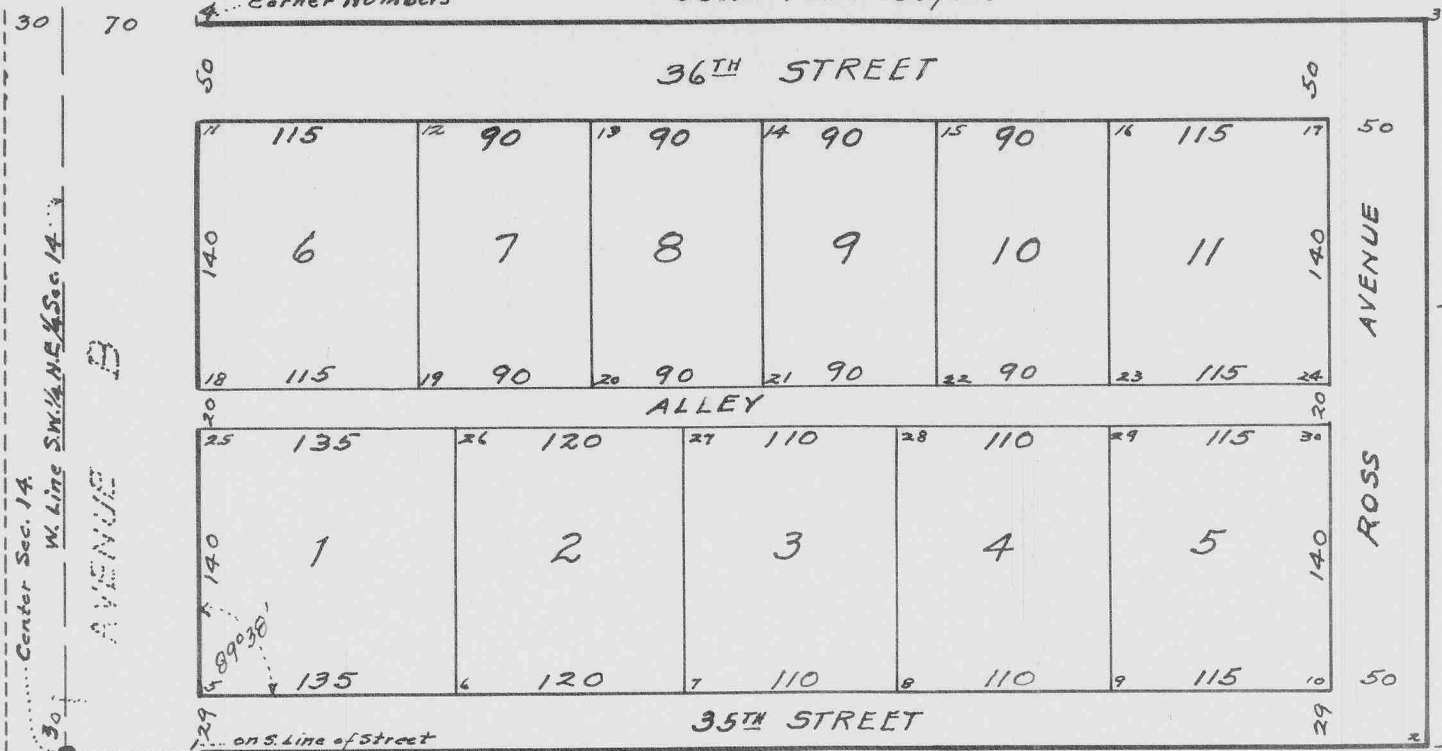 4 .... Corner Numbers
3
30 70
50 36TH STREET 50
11 115 12 90 13 90 14 90 15 90 16 115 17 50
140 6 7 8 9 10 11 140
18 115 19 90 20 90 21 90 22 90 23 115 24
20 ALLEY 20
25 135 26 120 27 110 28 110 29 115 30
140 1 2 3 4 5 140
89°38'
5 135 6 120 7 110 8 110 9 115 10 50
29 35TH STREET 29
1.... on S. Line of Street
2
30
Center Sec. 14.
W. Line S.W.¼ N.E.¼ Sec. 14
AVENUE B
ROSS AVENUE